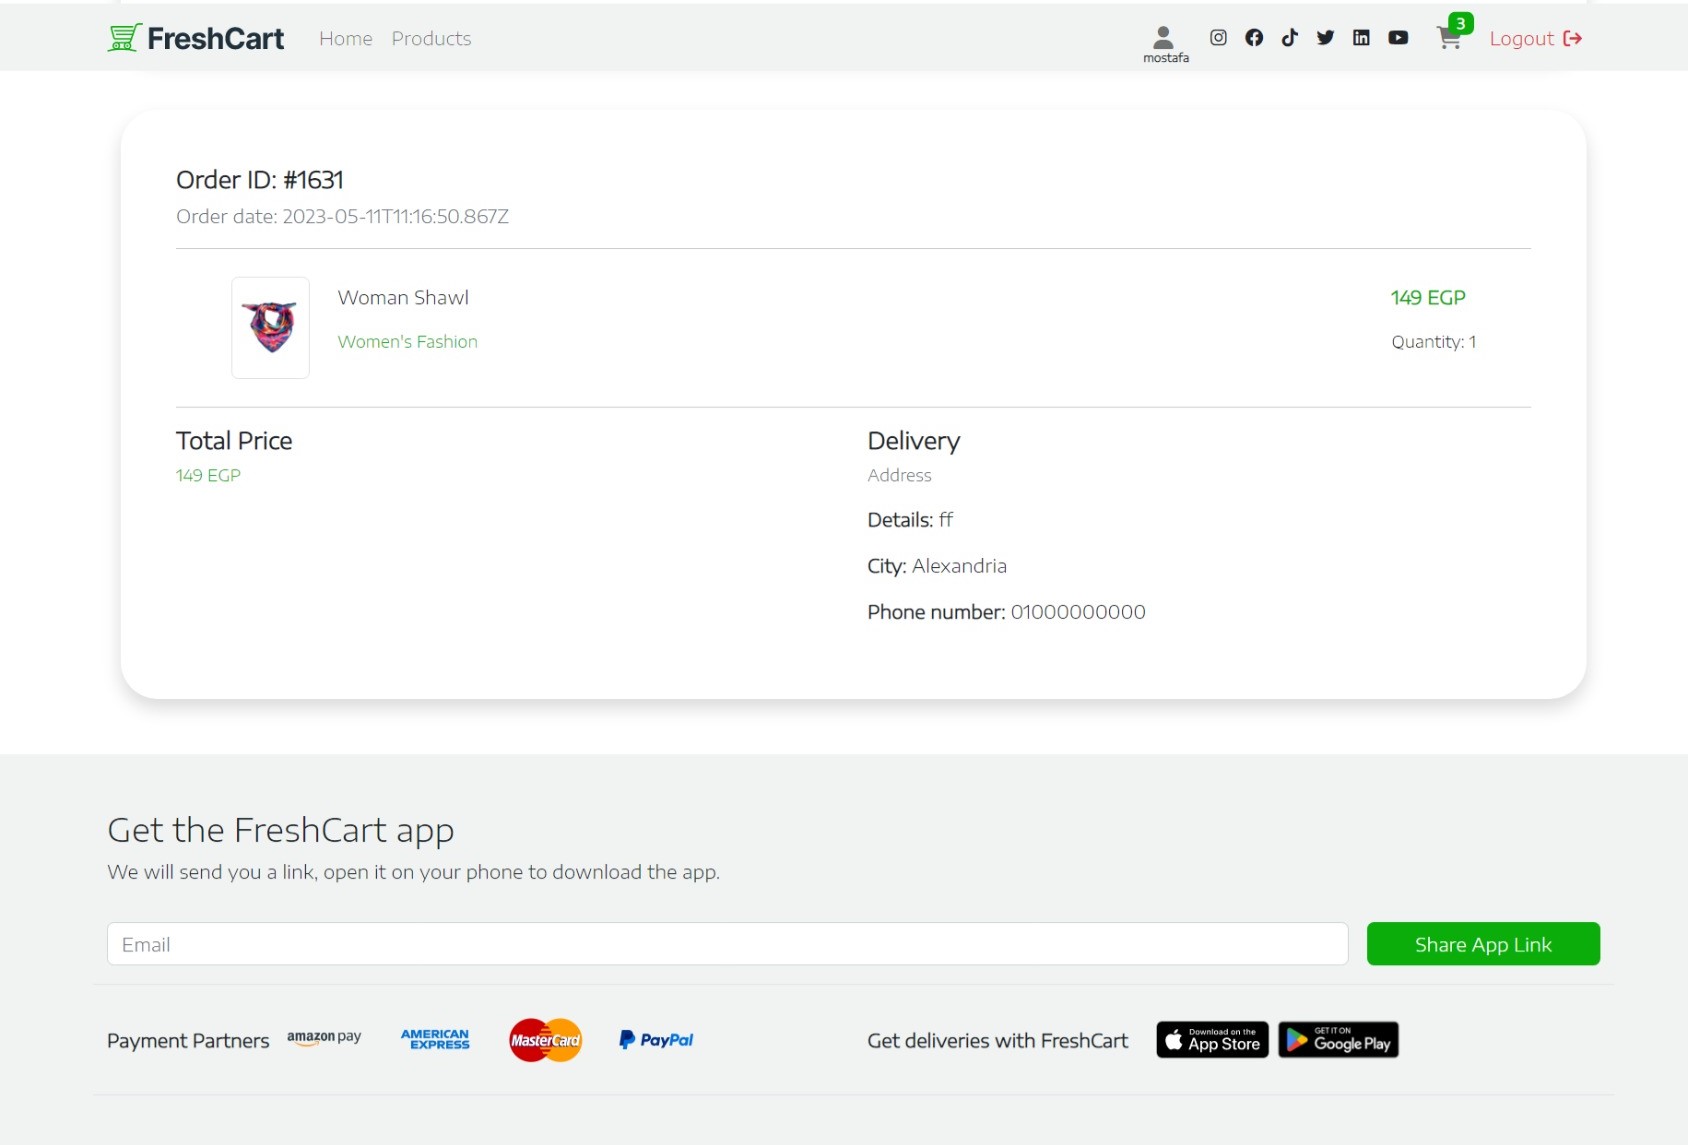 FreshCart Home Products mostafa 3 Logout
Order ID: #1631
Order date: 2023-05-11T11:16:50.867Z
Woman Shawl 149 EGP
Women's Fashion Quantity: 1
Total Price
149 EGP
Delivery
Address
Details: ff
City: Alexandria
Phone number: 01000000000
Get the FreshCart app
We will send you a link, open it on your phone to download the app.
Email Share App Link
Payment Partners amazon pay AMERICAN EXPRESS MasterCard PayPal
Get deliveries with FreshCart Download on the App Store GET IT ON Google Play